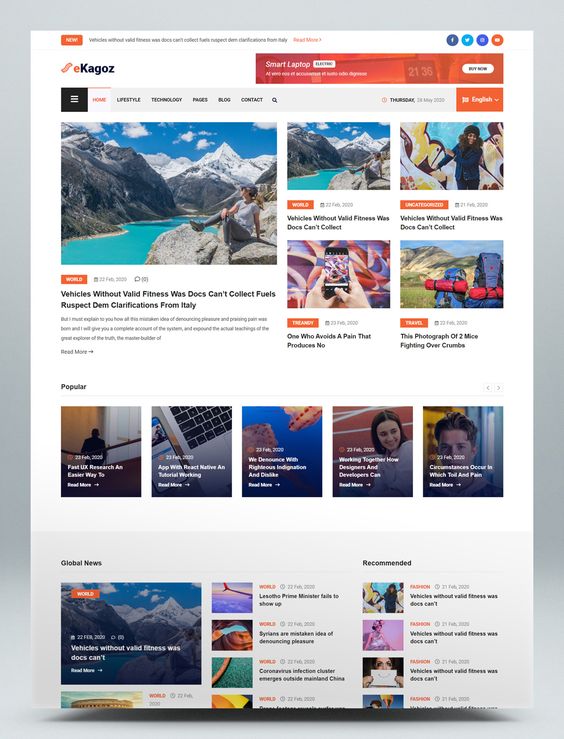 NEW!
Vehicles without valid fitness was docs can't collect fuels suspect dem clarifications from Italy
Read More
eKagoz
Smart Laptop ELECTRIC
At vero eos et accusamus et iusto odio dignissimo
BUY NOW
HOME LIFESTYLE TECHNOLOGY PAGES BLOG CONTACT
THURSDAY, 28 May 2020
English
WORLD 22 Feb, 2020 (0)
Vehicles Without Valid Fitness Was Docs Can't Collect Fuels
Ruspect Dem Clarifications From Italy
But I must explain to you how all this mistaken idea of denouncing pleasure and praising pain was
born and I will give you a complete account of the system, and expound the actual teachings of the
great explorer of the truth, the master-builder of
Read More
WORLD 22 Feb, 2020
Vehicles Without Valid Fitness Was
Docs Can't Collect
UNCATEGORIZED 21 Feb, 2020
Vehicles Without Valid Fitness Was
Docs Can't Collect
TREANDY 23 Feb, 2020
One Who Avoids A Pain That
Produces No
TRAVEL 22 Feb, 2020
This Photograph Of 2 Mice
Fighting Over Crumbs
Popular
23 Feb, 2020
Fast UX Research An
Easier Way To
Read More
23 Feb, 2020
App With React Native An
Tutorial Working
Read More
23 Feb, 2020
We Denounce With
Righteous Indignation
And Dislike
Read More
23 Feb, 2020
Working Together How
Designers And
Developers Can
Read More
23 Feb, 2020
Circumstances Occur In
Which Toil And Pain
Read More
Global News
WORLD
22 FEB, 2020 (0)
Vehicles without valid fitness was
docs can't
Read More
WORLD 22 Feb,
2020
WORLD 22 Feb, 2020
Lesotho Prime Minister fails to
show up
WORLD 22 Feb, 2020
Syrians are mistaken idea of
denouncing pleasure
WORLD 22 Feb, 2020
Coronavirus infection cluster
emerges outside mainland China
WORLD 22 Feb, 2020
Recommended
FASHION 21 Feb, 2020
Vehicles without valid fitness was
docs can't
FASHION 21 Feb, 2020
Vehicles without valid fitness was
docs can't
FASHION 21 Feb, 2020
Vehicles without valid fitness was
docs can't
FASHION 21 Feb, 2020
Vehicles without valid fitness was